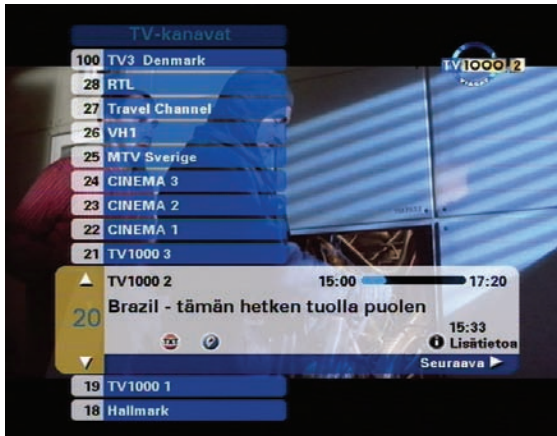 TV-kanavat
TV1000 2
VIASAT
100 TV3 Denmark
28 RTL
27 Travel Channel
26 VH1
25 MTV Sverige
24 CINEMA 3
23 CINEMA 2
22 CINEMA 1
21 TV1000 3
TV1000 2 15:00 17:20
20 Brazil - tämän hetken tuolla puolen
TXT
15:33
i Lisätietoa
Seuraava
19 TV1000 1
18 Hallmark